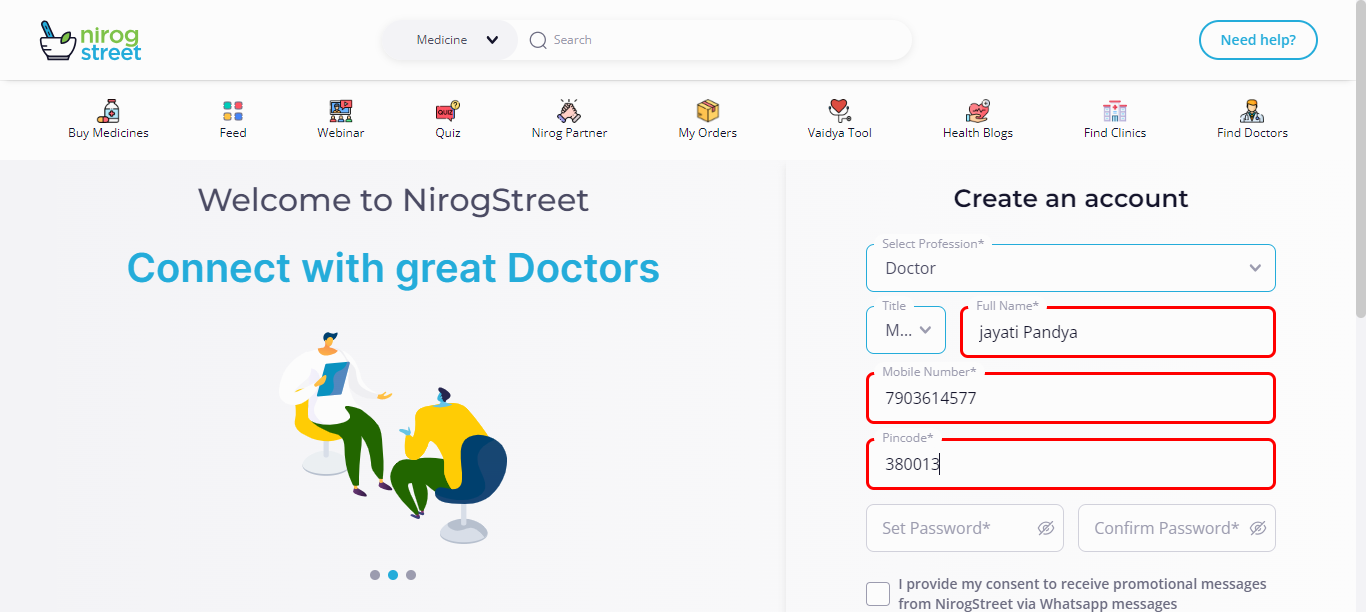 nirog
street
Medicine
Search
Need help?
Buy Medicines
Feed
Webinar
QUIZ
?
Quiz
Nirog Partner
My Orders
Vaidya Tool
Health Blogs
Find Clinics
Find Doctors
Welcome to NirogStreet
Connect with great Doctors
Create an account
Select Profession*
Doctor
Title
M...
Full Name*
jayati Pandya
Mobile Number*
7903614577
Pincode*
380013
Set Password*
Confirm Password*
I provide my consent to receive promotional messages
from NirogStreet via Whatsapp messages